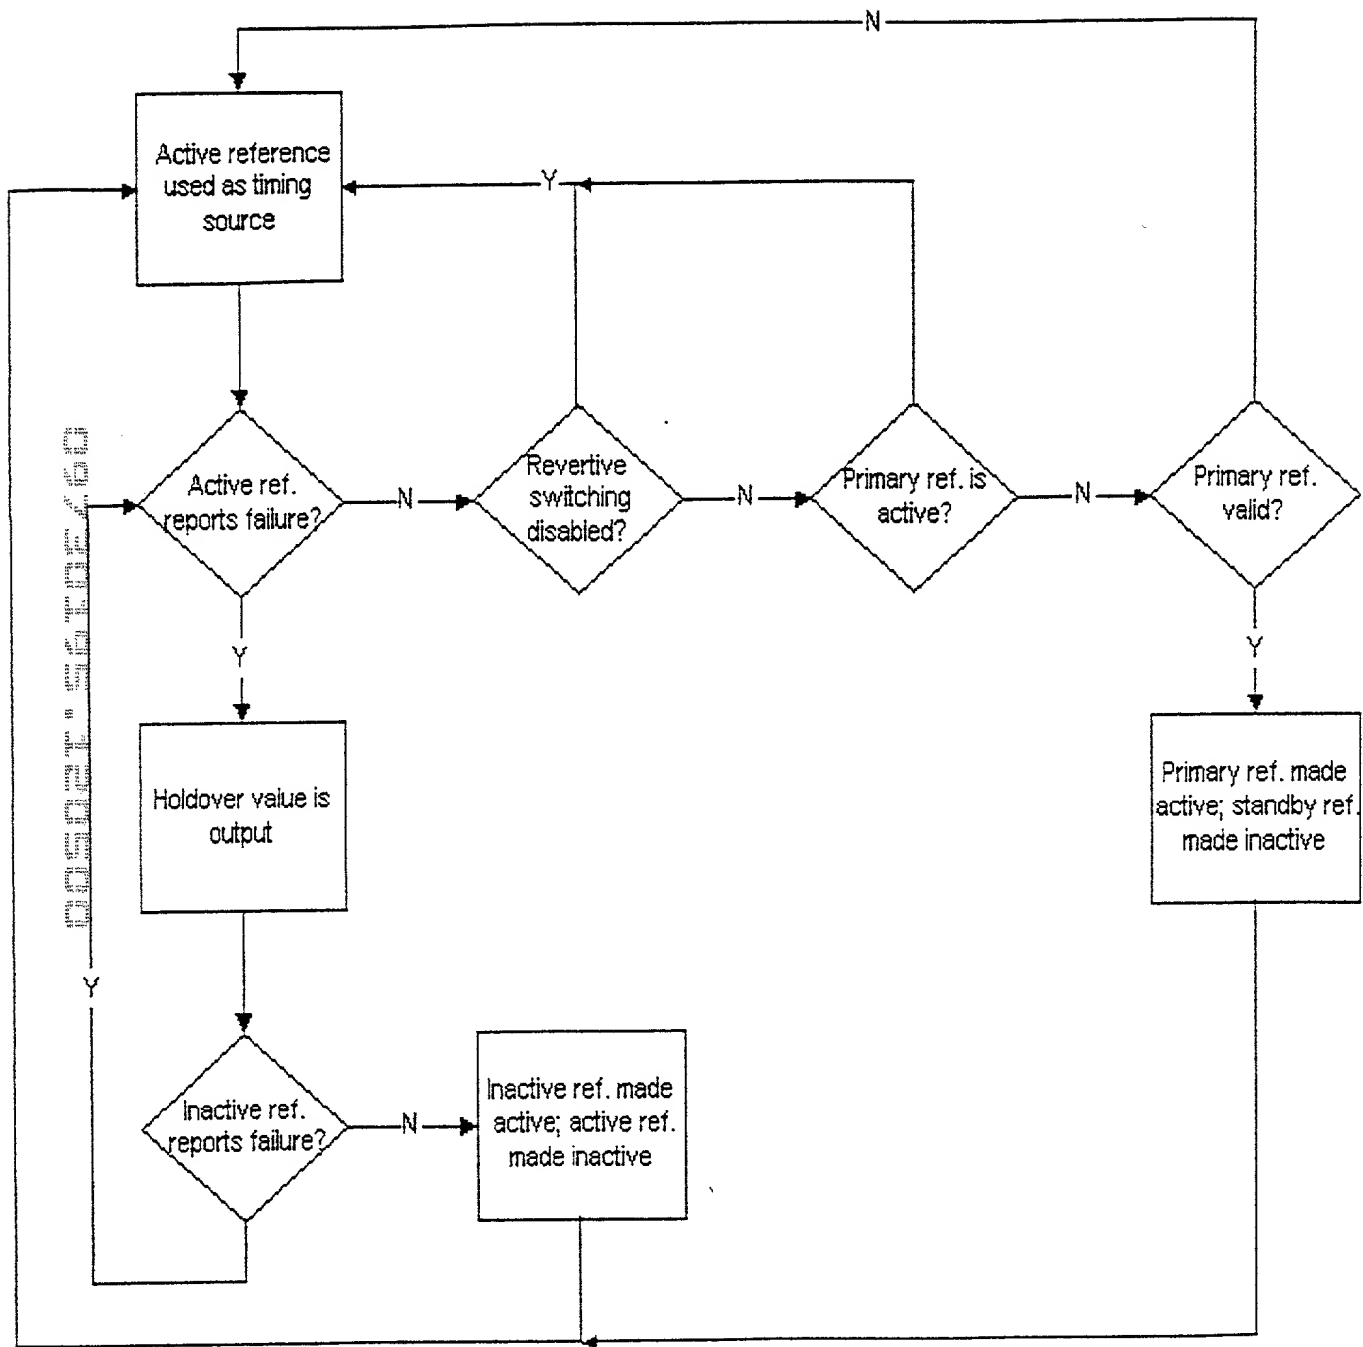 N
Active reference
used as timing
source
Y
Active ref.
reports failure?
N
Revertive
switching
disabled?
N
Primary ref. is
active?
N
Primary ref.
valid?
Y
Y
Holdover value is
output
Primary ref. made
active; standby ref.
made inactive
Y
Inactive ref.
reports failure?
N
Inactive ref. made
active; active ref.
made inactive